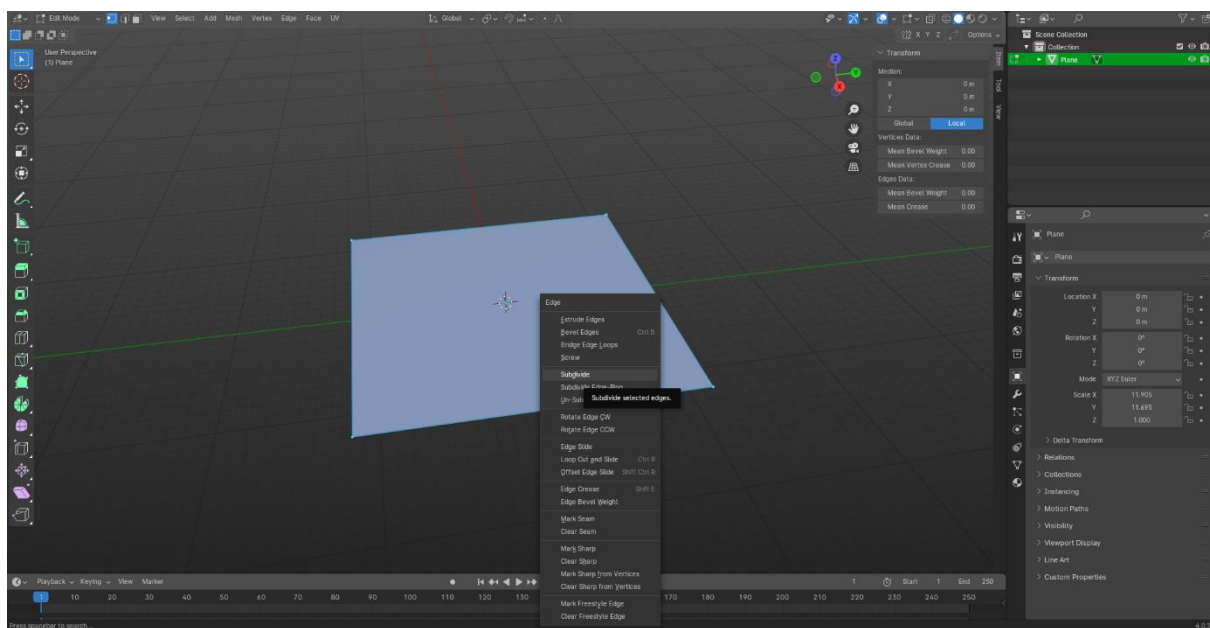 Edit Mode View Select Add Mesh Vertex Edge Face UV Global
X Y Z Options
User Perspective
(1) Plane
Transform
Median:
X 0 m
Y 0 m
Z 0 m
Global Local
Vertices Data:
Mean Bevel Weight 0.00
Mean Vertex Crease 0.00
Edges Data:
Mean Bevel Weight 0.00
Mean Crease 0.00
Item
Tool
View
X
Y
Z
Edge
Extrude Edges
Bevel Edges Ctrl B
Bridge Edge Loops
Screw
Subdivide
Subdivide Edge-Ring
Un-Sub
Subdivide selected edges.
Rotate Edge CW
Rotate Edge CCW
Edge Slide
Loop Cut and Slide Ctrl R
Offset Edge Slide Shift Ctrl R
Edge Crease Shift E
Edge Bevel Weight
Mark Seam
Clear Seam
Mark Sharp
Clear Sharp
Mark Sharp from Vertices
Clear Sharp from Vertices
Mark Freestyle Edge
Clear Freestyle Edge
Scene Collection
Collection
Plane
Plane
Plane
Transform
Location X 0 m
Y 0 m
Z 0 m
Rotation X 0°
Y 0°
Z 0°
Mode XYZ Euler
Scale X 11.905
Y 11.695
Z 1.000
Delta Transform
Relations
Collections
Instancing
Motion Paths
Visibility
Viewport Display
Line Art
Custom Properties
Playback Keying View Marker 1 Start 1 End 250
1 10 20 30 40 50 60 70 80 90 100 110 120 130 170 180 190 200 210 220 230 240 250
Press spacebar to search...